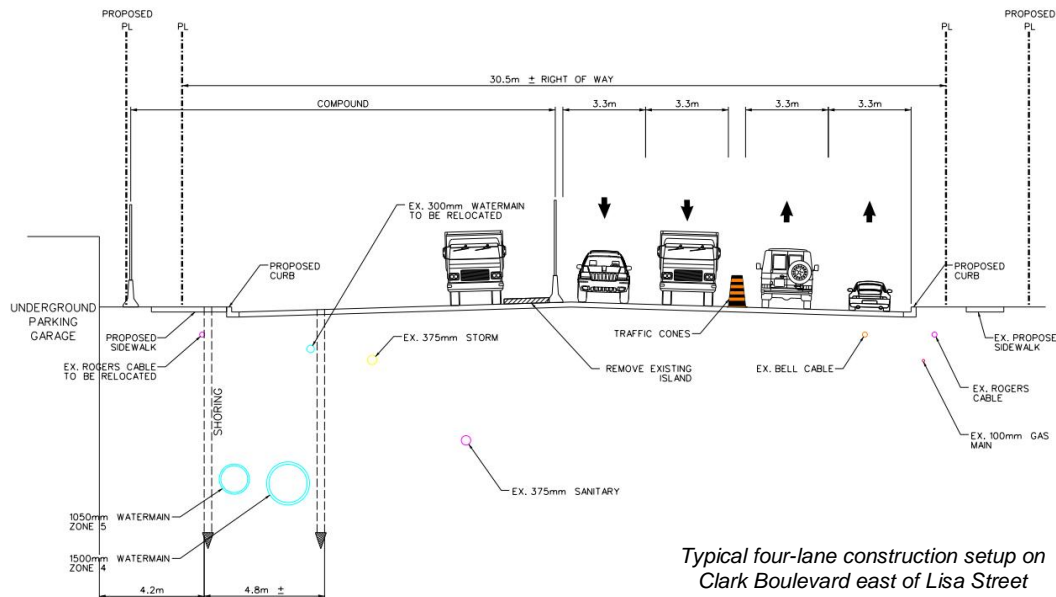 PROPOSED
PL
PL
PL
PROPOSED
PL
30.5m ± RIGHT OF WAY
COMPOUND
3.3m
3.3m
3.3m
3.3m
EX. 300mm WATERMAIN
TO BE RELOCATED
PROPOSED
CURB
PROPOSED
CURB
UNDERGROUND
PARKING
GARAGE
PROPOSED
SIDEWALK
EX. ROGERS CABLE
TO BE RELOCATED
EX. 375mm STORM
TRAFFIC CONES
REMOVE EXISTING
ISLAND
EX. BELL CABLE
EX. PROPOSE
SIDEWALK
EX. ROGERS
CABLE
EX. 100mm GAS
MAIN
SHORING
EX. 375mm SANITARY
1050mm WATERMAIN
ZONE 5
1500mm WATERMAIN
ZONE 4
4.2m
4.8m ±
Typical four-lane construction setup on
Clark Boulevard east of Lisa Street